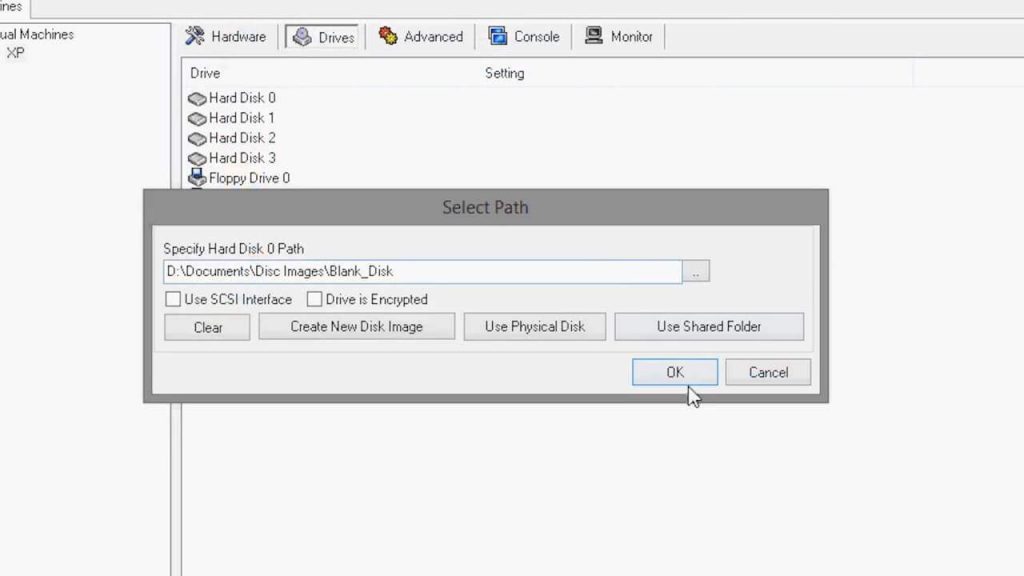 ines
ual Machines
XP
Hardware Drives Advanced Console Monitor
Drive Setting
Hard Disk 0
Hard Disk 1
Hard Disk 2
Hard Disk 3
Floppy Drive 0
Select Path
Specify Hard Disk 0 Path
D:\Documents\Disc Images\Blank_Disk ..
Use SCSI Interface Drive is Encrypted
Clear Create New Disk Image Use Physical Disk Use Shared Folder
OK Cancel